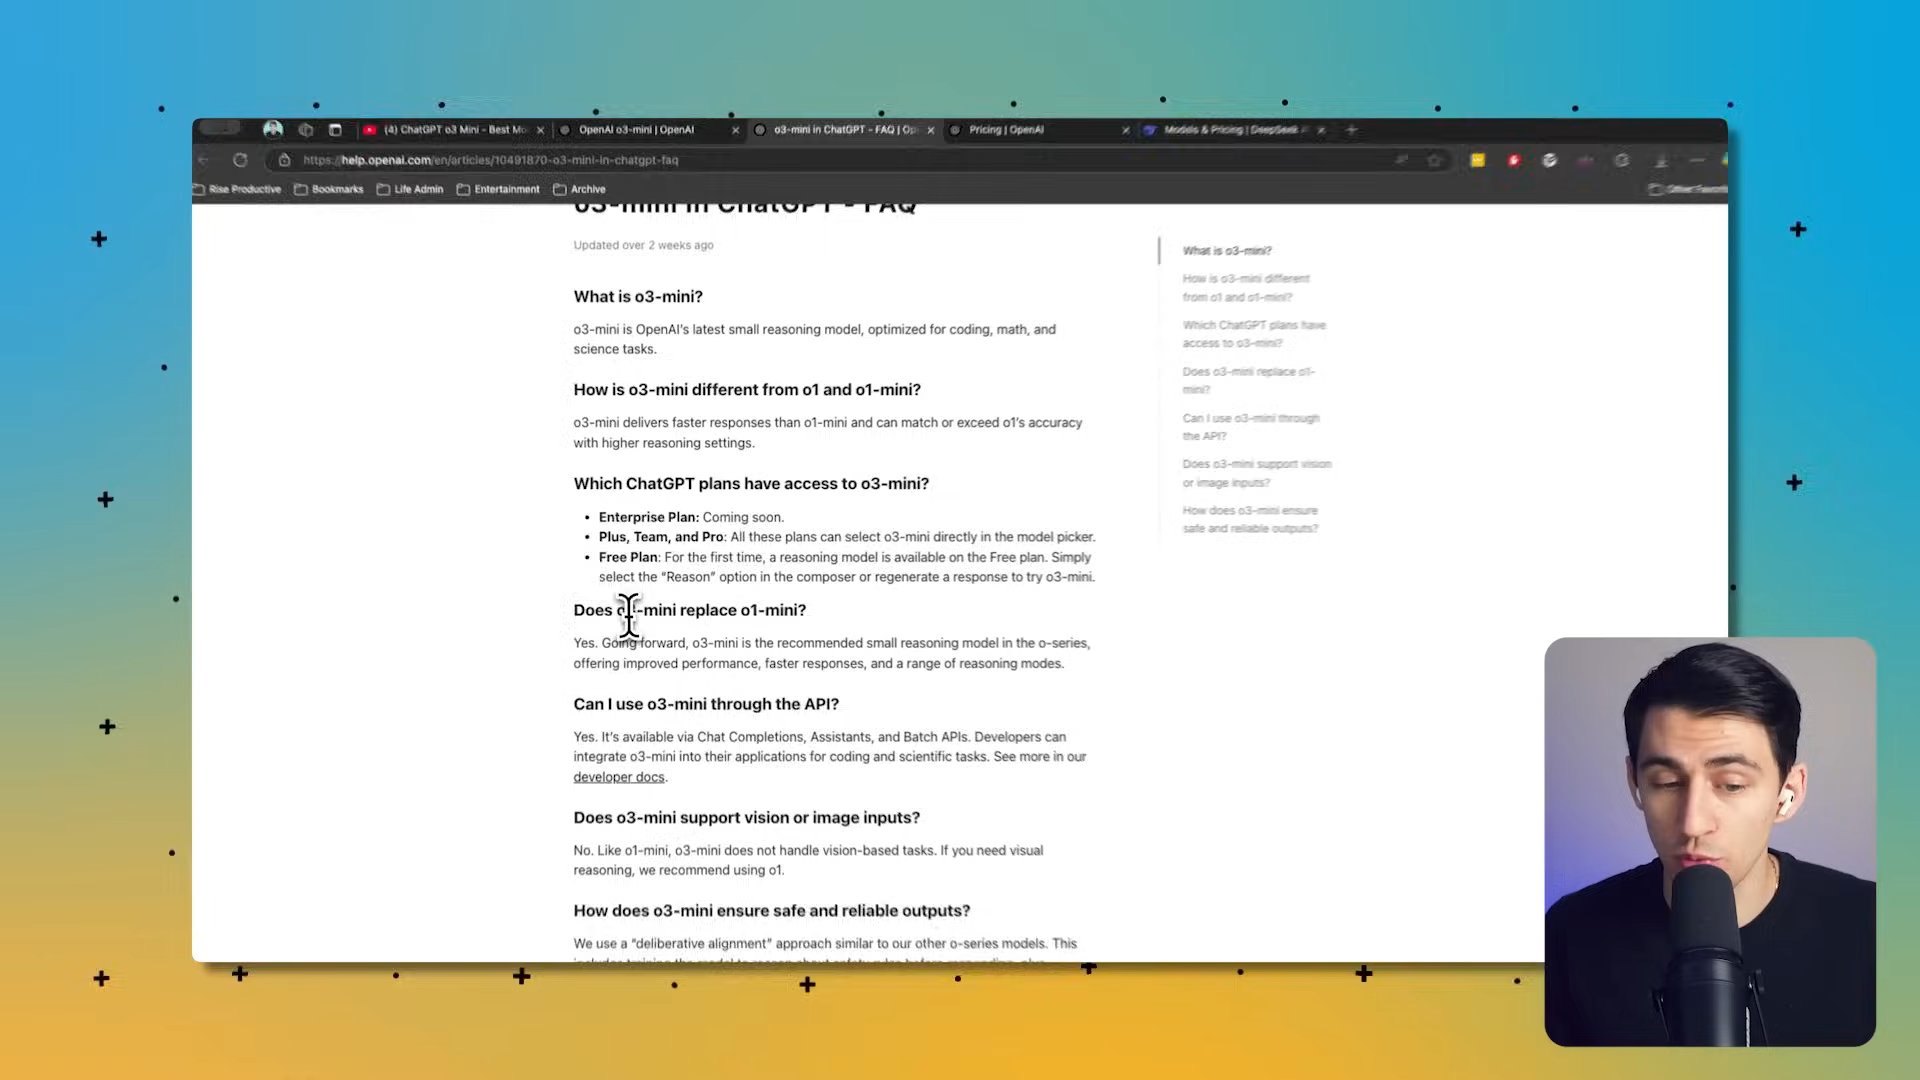 (4) ChatGPT o3 Mini - Best Mo
OpenAI o3-mini | OpenAI
o3-mini in ChatGPT - FAQ | Op
Pricing | OpenAI
Models & Pricing | DeepSeek
https://help.openai.com/en/articles/10491870-o3-mini-in-chatgpt-faq
Rise Productive
Bookmarks
Life Admin
Entertainment
Archive
Other Favorit
o3-mini in ChatGPT - FAQ
Updated over 2 weeks ago
What is o3-mini?
o3-mini is OpenAI's latest small reasoning model, optimized for coding, math, and
science tasks.
How is o3-mini different from o1 and o1-mini?
o3-mini delivers faster responses than o1-mini and can match or exceed o1's accuracy
with higher reasoning settings.
Which ChatGPT plans have access to o3-mini?
• Enterprise Plan: Coming soon.
• Plus, Team, and Pro: All these plans can select o3-mini directly in the model picker.
• Free Plan: For the first time, a reasoning model is available on the Free plan. Simply
select the "Reason" option in the composer or regenerate a response to try o3-mini.
Does o3-mini replace o1-mini?
Yes. Going forward, o3-mini is the recommended small reasoning model in the o-series,
offering improved performance, faster responses, and a range of reasoning modes.
Can I use o3-mini through the API?
Yes. It's available via Chat Completions, Assistants, and Batch APIs. Developers can
integrate o3-mini into their applications for coding and scientific tasks. See more in our
developer docs.
Does o3-mini support vision or image inputs?
No. Like o1-mini, o3-mini does not handle vision-based tasks. If you need visual
reasoning, we recommend using o1.
How does o3-mini ensure safe and reliable outputs?
We use a "deliberative alignment" approach similar to our other o-series models. This
What is o3-mini?
How is o3-mini different
from o1 and o1-mini?
Which ChatGPT plans have
access to o3-mini?
Does o3-mini replace o1-
mini?
Can I use o3-mini through
the API?
Does o3-mini support vision
or image inputs?
How does o3-mini ensure
safe and reliable outputs?